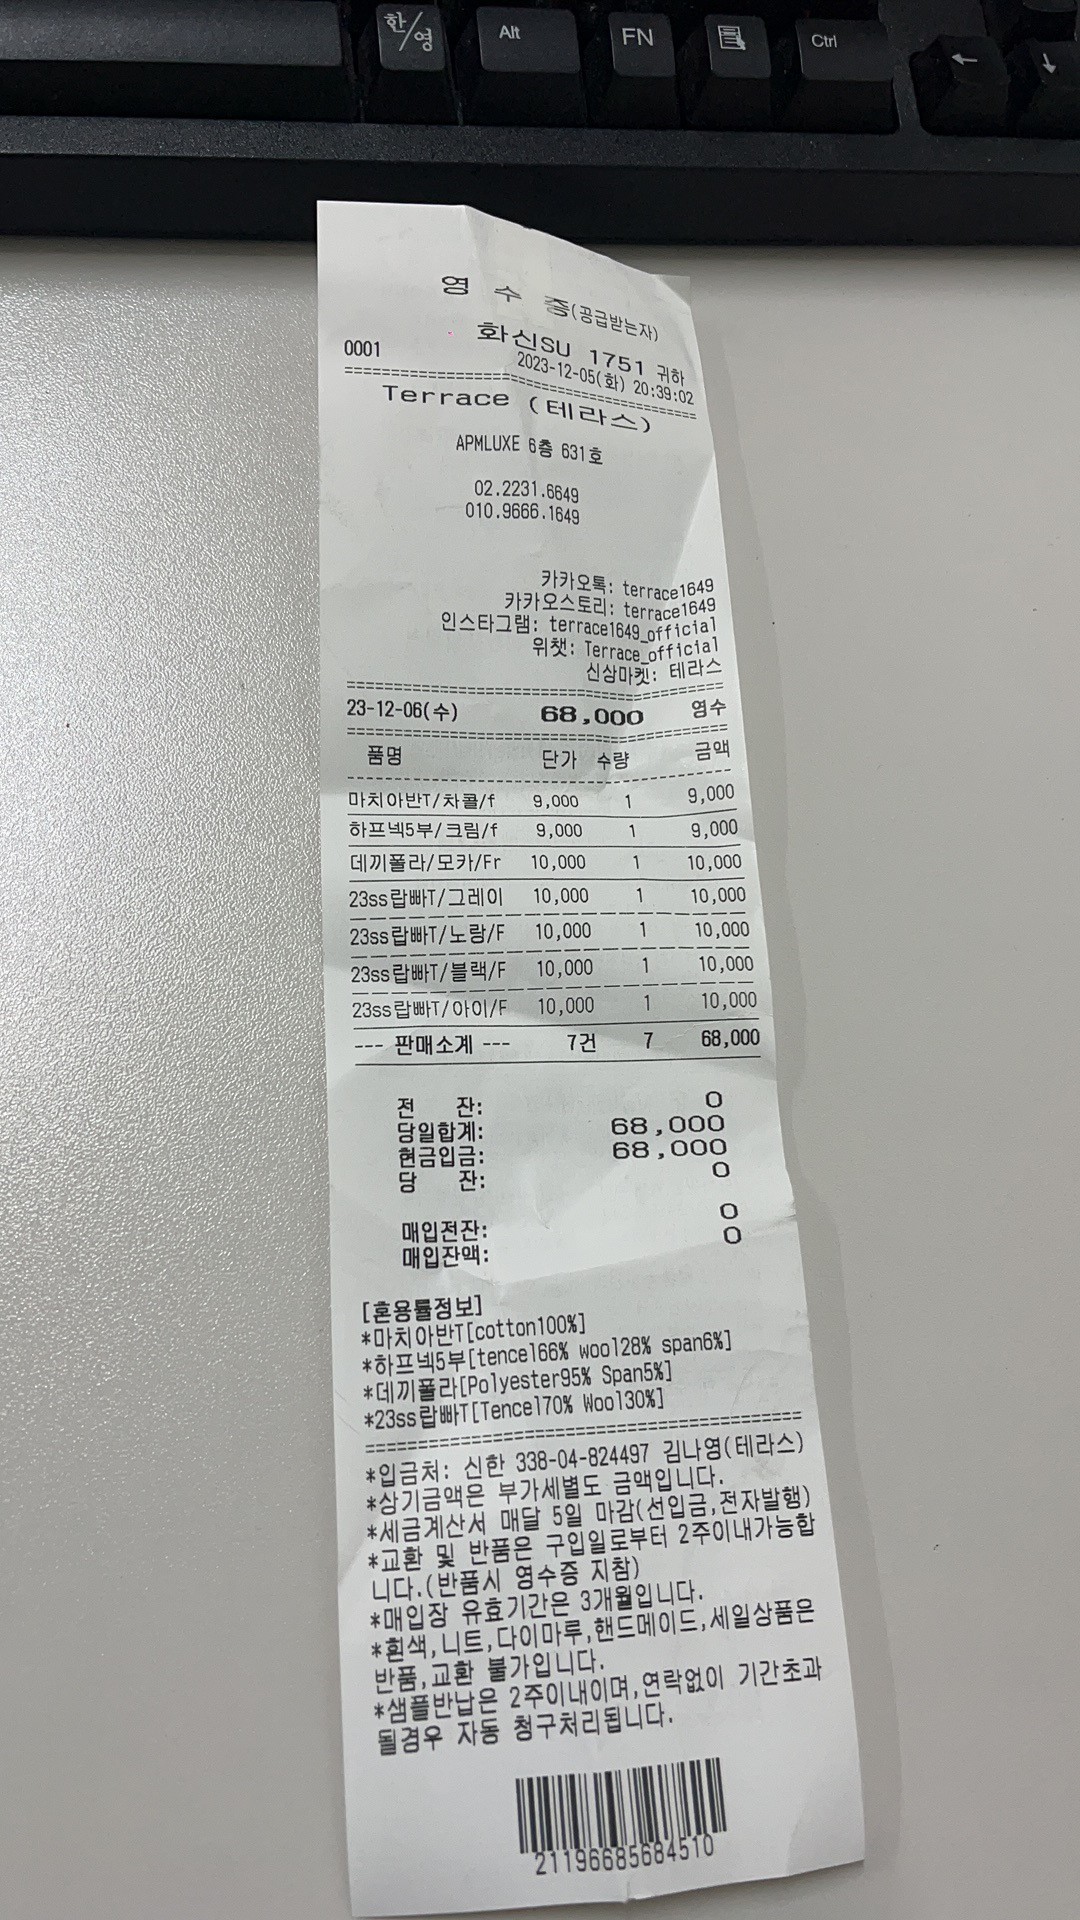 한/영
Alt
FN
Ctrl
←
↓
영 수 증(공급받는자)
화신SU 1751 귀하
0001
2023-12-05(화) 20:39:02
Terrace (테라스)
APMLUXE 6층 631호
02.2231.6649
010.9666.1649
카카오톡: terrace1649
카카오스토리: terrace1649
인스타그램: terrace1649_official
위챗: Terrace_official
신상마켓: 테라스
23-12-06(수) 68,000 영수
품명 단가 수량 금액
마치아반T/차콜/f 9,000 1 9,000
하프넥5부/크림/f 9,000 1 9,000
데끼폴라/모카/Fr 10,000 1 10,000
23ss랍빠T/그레이 10,000 1 10,000
23ss랍빠T/노랑/F 10,000 1 10,000
23ss랍빠T/블랙/F 10,000 1 10,000
23ss랍빠T/아이/F 10,000 1 10,000
--- 판매소계 --- 7건 7 68,000
전 잔: 0
당일합계: 68,000
현금입금: 68,000
당 잔: 0
매입전잔: 0
매입잔액: 0
[혼용률정보]
*마치아반T[cotton100%]
*하프넥5부[tencel66% wool28% span6%]
*데끼폴라[Polyester95% Span5%]
*23ss랍빠T[Tencel70% Wool30%]
*입금처: 신한 338-04-824497 김나영(테라스)
*상기금액은 부가세별도 금액입니다.
*세금계산서 매달 5일 마감(선입금,전자발행)
*교환 및 반품은 구입일로부터 2주이내가능합
니다.(반품시 영수증 지참)
*매입장 유효기간은 3개월입니다.
*흰색,니트,다이마루,핸드메이드,세일상품은
반품,교환 불가입니다.
*샘플반납은 2주이내이며,연락없이 기간초과
될경우 자동 청구처리됩니다.
21196685684510